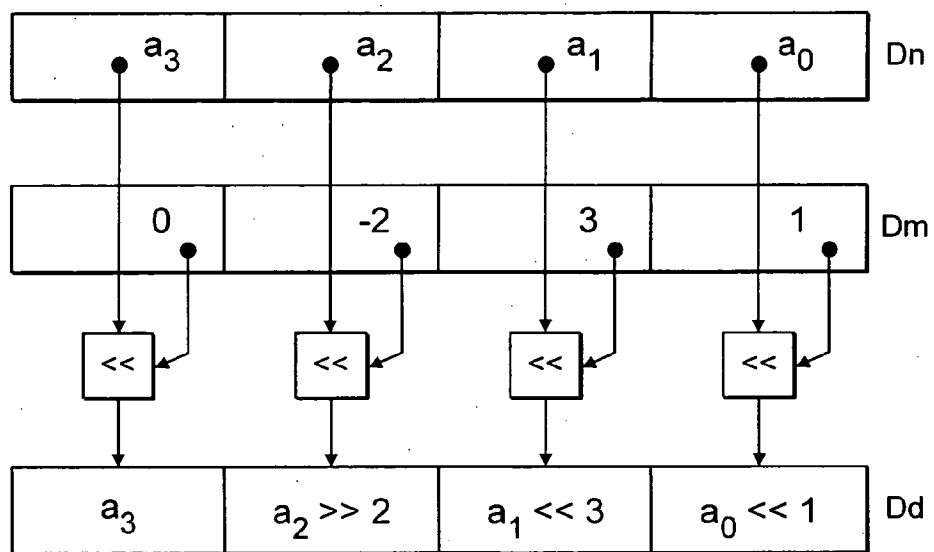 a3 a2 a1 a0 Dn
0 -2 3 1 Dm
<< << << <<
a3 a2 >> 2 a1 << 3 a0 << 1 Dd